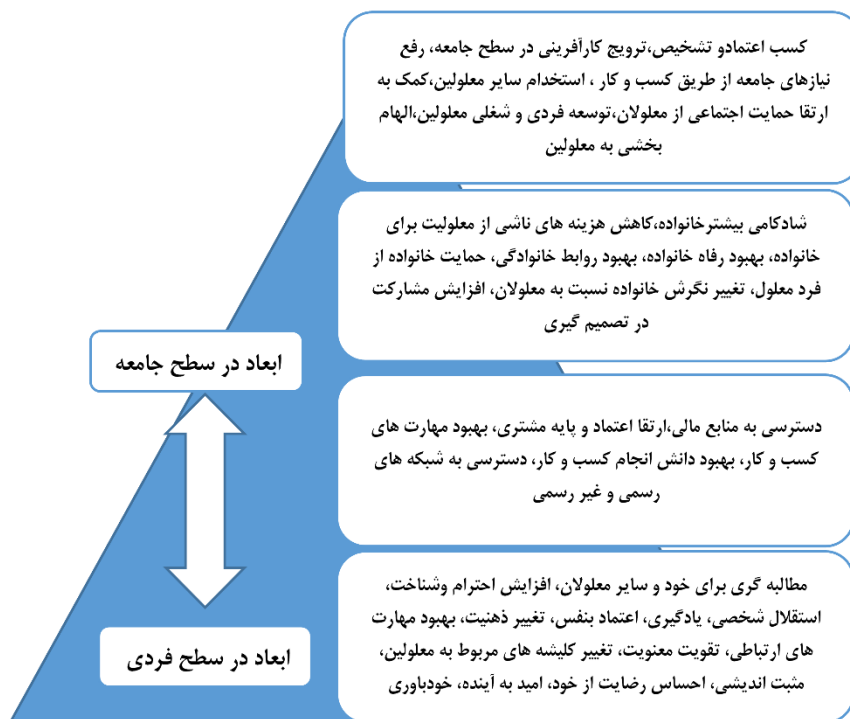 کسب اعتمادو تشخیص،ترویج کارآفرینی در سطح جامعه، رفع
نیازهای جامعه از طریق کسب و کار ، استخدام سایر معلولین،کمک به
ارتقا حمایت اجتماعی از معلولان،توسعه فردی و شغلی معلولین،الهام
بخشی به معلولین
شادکامی بیشترخانواده،کاهش هزینه های ناشی از معلولیت برای
خانواده، بهبود رفاه خانواده، بهبود روابط خانوادگی، حمایت خانواده از
فرد معلول، تغییر نگرش خانواده نسبت به معلولان، افزایش مشارکت
در تصمیم گیری
ابعاد در سطح جامعه
دسترسی به منابع مالی،ارتقا اعتماد و پایه مشتری، بهبود مهارت های
کسب و کار، بهبود دانش انجام کسب و کار، دسترسی به شبکه های
رسمی و غیر رسمی
مطالبه گری برای خود و سایر معلولان، افزایش احترام وشناخت،
استقلال شخصی، یادگیری، اعتماد بنفس، تغییر ذهنیت، بهبود مهارت
های ارتباطی، تقویت معنویت، تغییر کلیشه های مربوط به معلولین،
مثبت اندیشی، احساس رضایت از خود، امید به آینده، خودباوری
ابعاد در سطح فردی